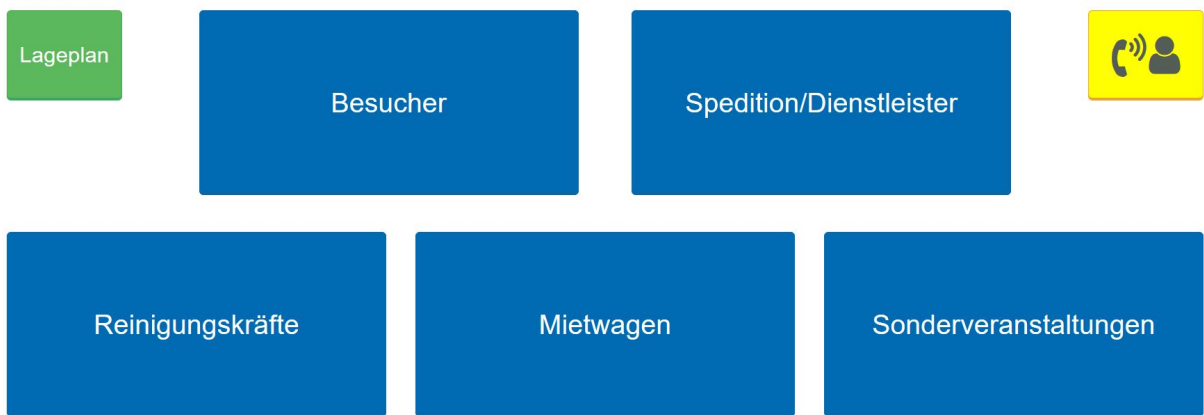 Lageplan
Besucher
Spedition/Dienstleister
Reinigungskräfte
Mietwagen
Sonderveranstaltungen